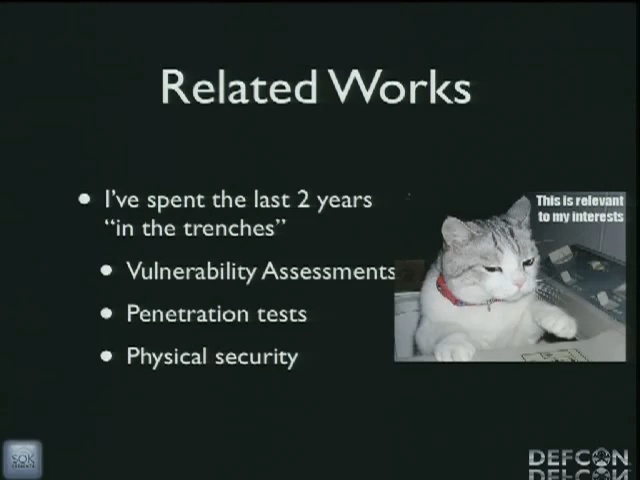 Related Works
• I've spent the last 2 years
“in the trenches”
• Vulnerability Assessments
• Penetration tests
• Physical security
This is relevant
to my interests
DEFCON